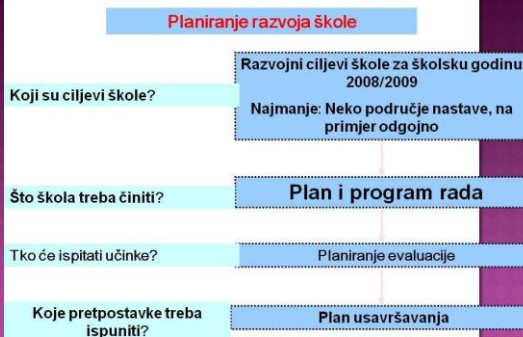 Planiranje razvoja škole
Koji su ciljevi škole?
Razvojni ciljevi škole za školsku godinu
2008/2009
Najmanje: Neko područje nastave, na
primjer odgojno
Što škola treba činiti?
Plan i program rada
Tko će ispitati učinke?
Planiranje evaluacije
Koje pretpostavke treba
ispuniti?
Plan usavršavanja